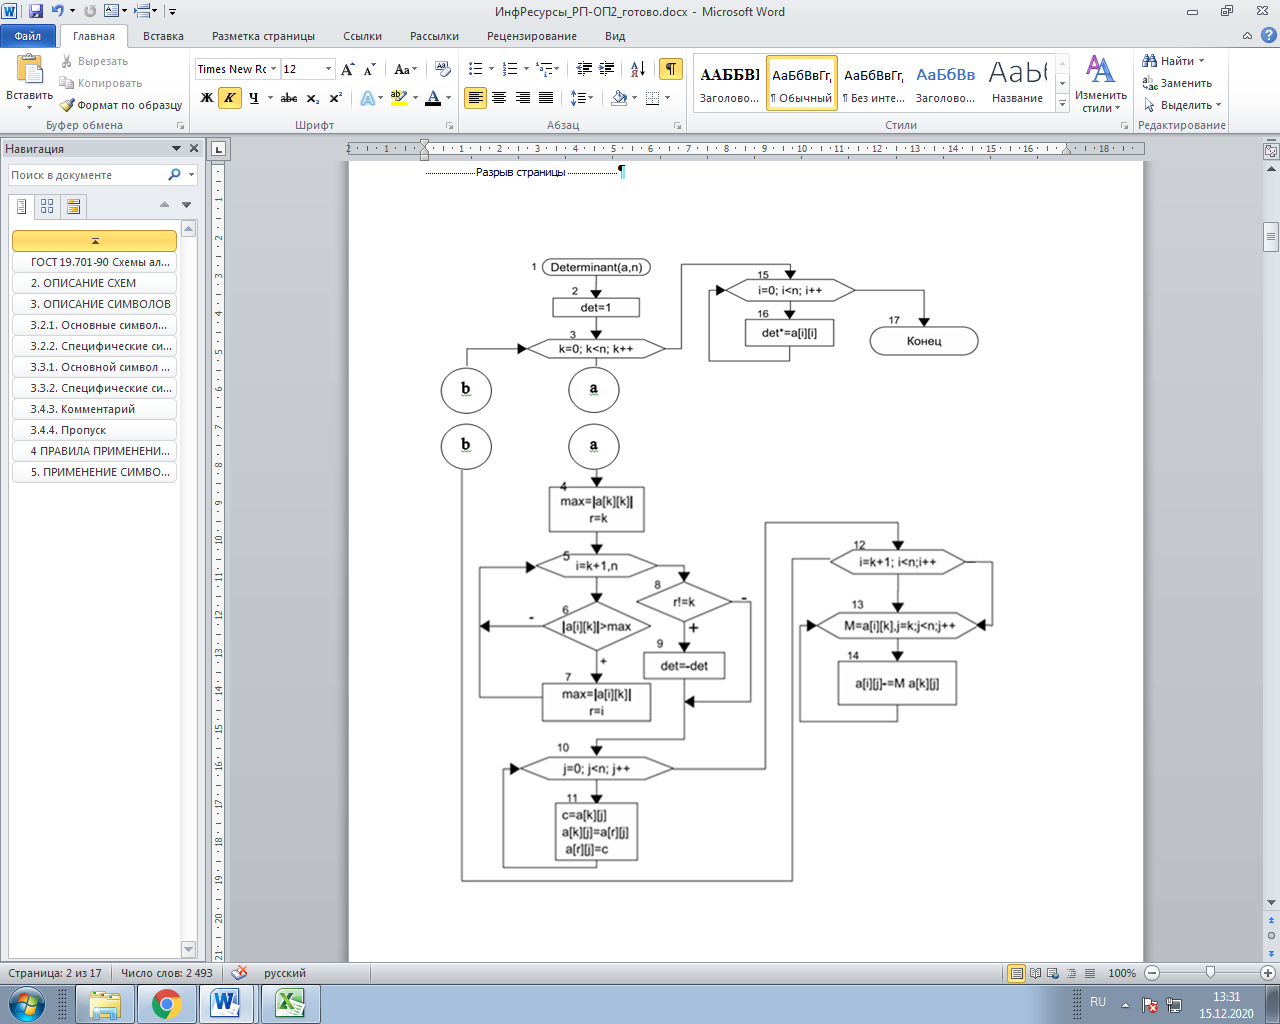 ИнфРесурсы_РП-ОП2_готово.docx - Microsoft Word
Файл Главная Вставка Разметка страницы Ссылки Рассылки Рецензирование Вид
Вставить
Вырезать
Копировать
Формат по образцу
Буфер обмена
Times New Rc 12
Ж К Ч abc x₂ x²
Шрифт
Абзац
ААББВІ АаБбВвГг, АаБбВвГг, АаБбВв АаБ
Заголово... ¶ Обычный ¶ Без инте... Заголово... Название
Стили
Изменить стили
Найти
Заменить
Выделить
Редактирование
Навигация
Поиск в документе
ГОСТ 19.701-90 Схемы ал...
2. ОПИСАНИЕ СХЕМ
3. ОПИСАНИЕ СИМВОЛОВ
3.2.1. Основные символ...
3.2.2. Специфические си...
3.3.1. Основной символ ...
3.3.2. Специфические си...
3.4.3. Комментарий
3.4.4. Пропуск
4 ПРАВИЛА ПРИМЕНЕНИ...
5. ПРИМЕНЕНИЕ СИМВО...
Разрыв страницы ¶
1 Determinant(a,n)
2
det=1
3
k=0; k<n; k++
b
a
15
i=0; i<n; i++
16
det*=a[i][i]
17
Конец
b
a
4
max=|a[k][k]|
r=k
5
i=k+1,n
6
|a[i][k]|>max
-
+
7
max=|a[i][k]|
r=i
8
r!=k
-
+
9
det=-det
10
j=0; j<n; j++
11
c=a[k][j]
a[k][j]=a[r][j]
a[r][j]=c
12
i=k+1; i<n;i++
13
M=a[i][k],j=k;j<n;j++
14
a[i][j]-=M a[k][j]
Страница: 2 из 17 Число слов: 2 493 русский 100%
RU 13:31
15.12.2020